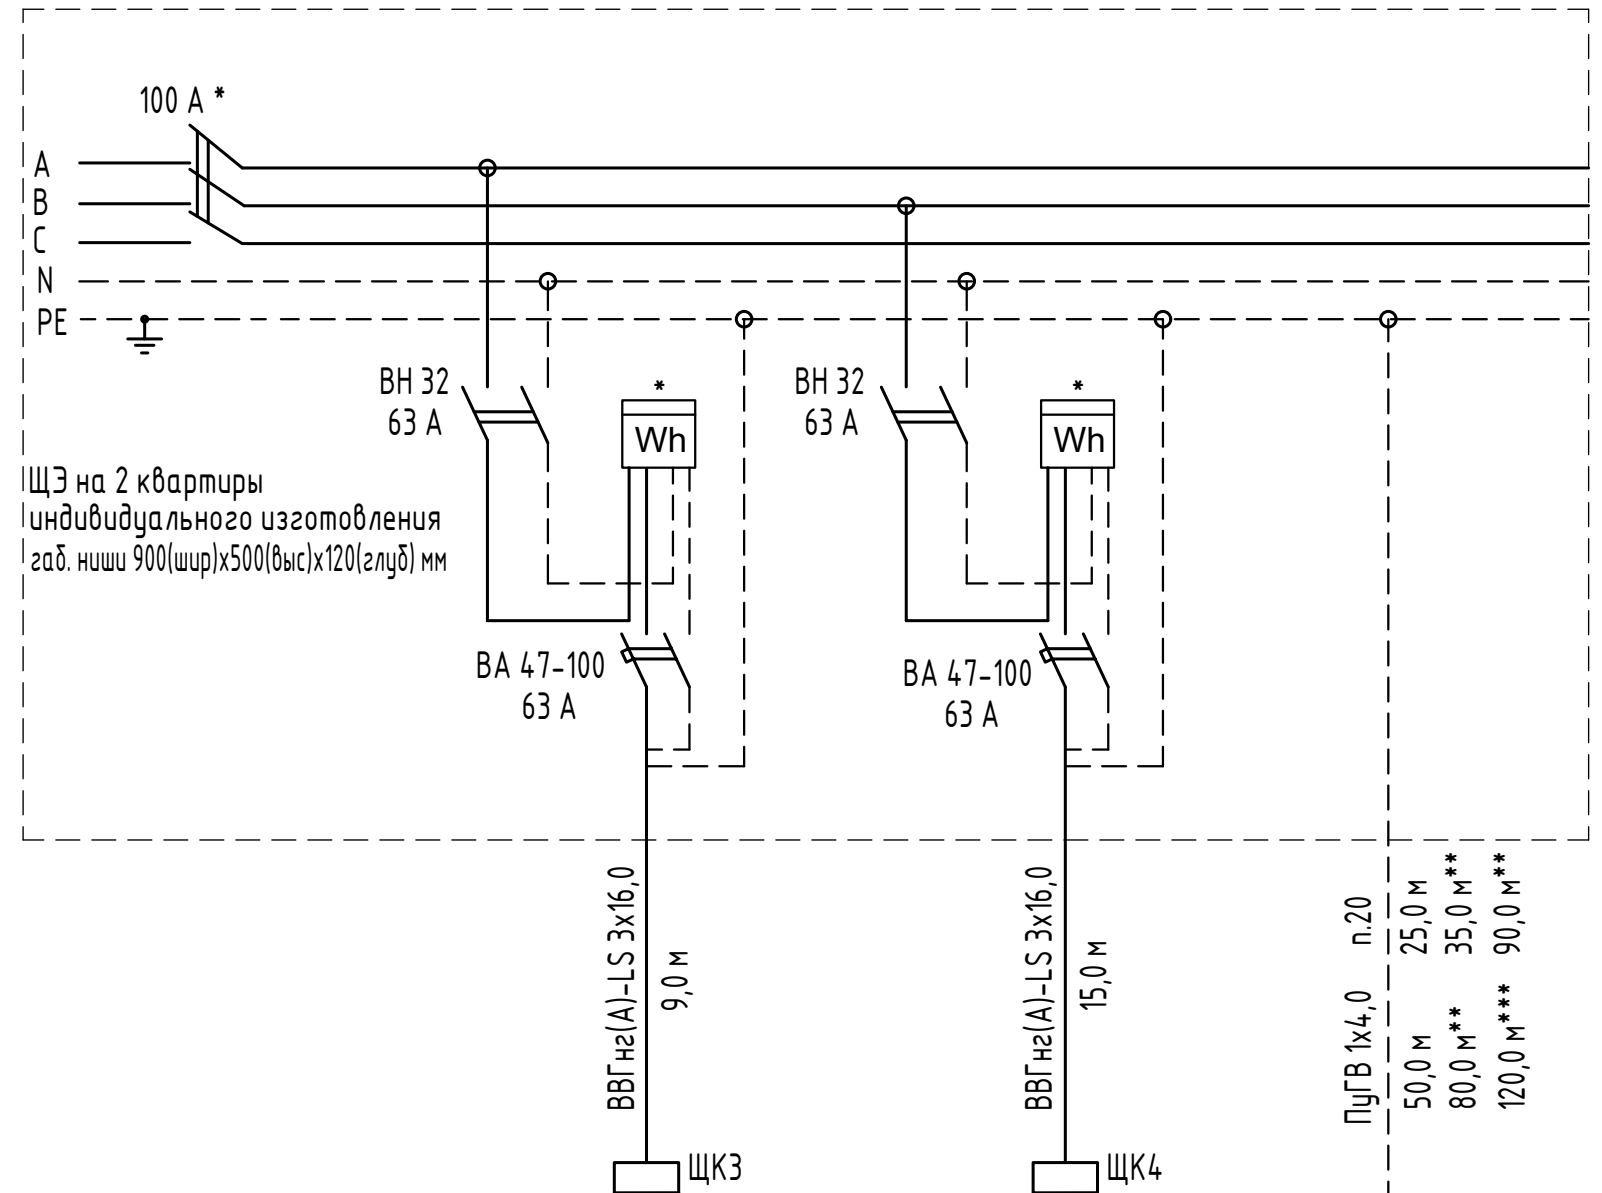 100 А *
A
B
C
N
PE
ВН 32
63 А
*
Wh
ВН 32
63 А
*
Wh
ЩЭ на 2 квартиры
индивидуального изготовления
габ. ниши 900(шир)х500(выс)х120(глуб) мм
ВА 47-100
63 А
ВА 47-100
63 А
ВВГнг(А)-LS 3х16,0
9,0 м
ВВГнг(А)-LS 3х16,0
15,0 м
ПуГВ 1х4,0 п.20
50,0 м 25,0 м
80,0 м** 35,0 м**
120,0 м*** 90,0 м**
ЩК3
ЩК4